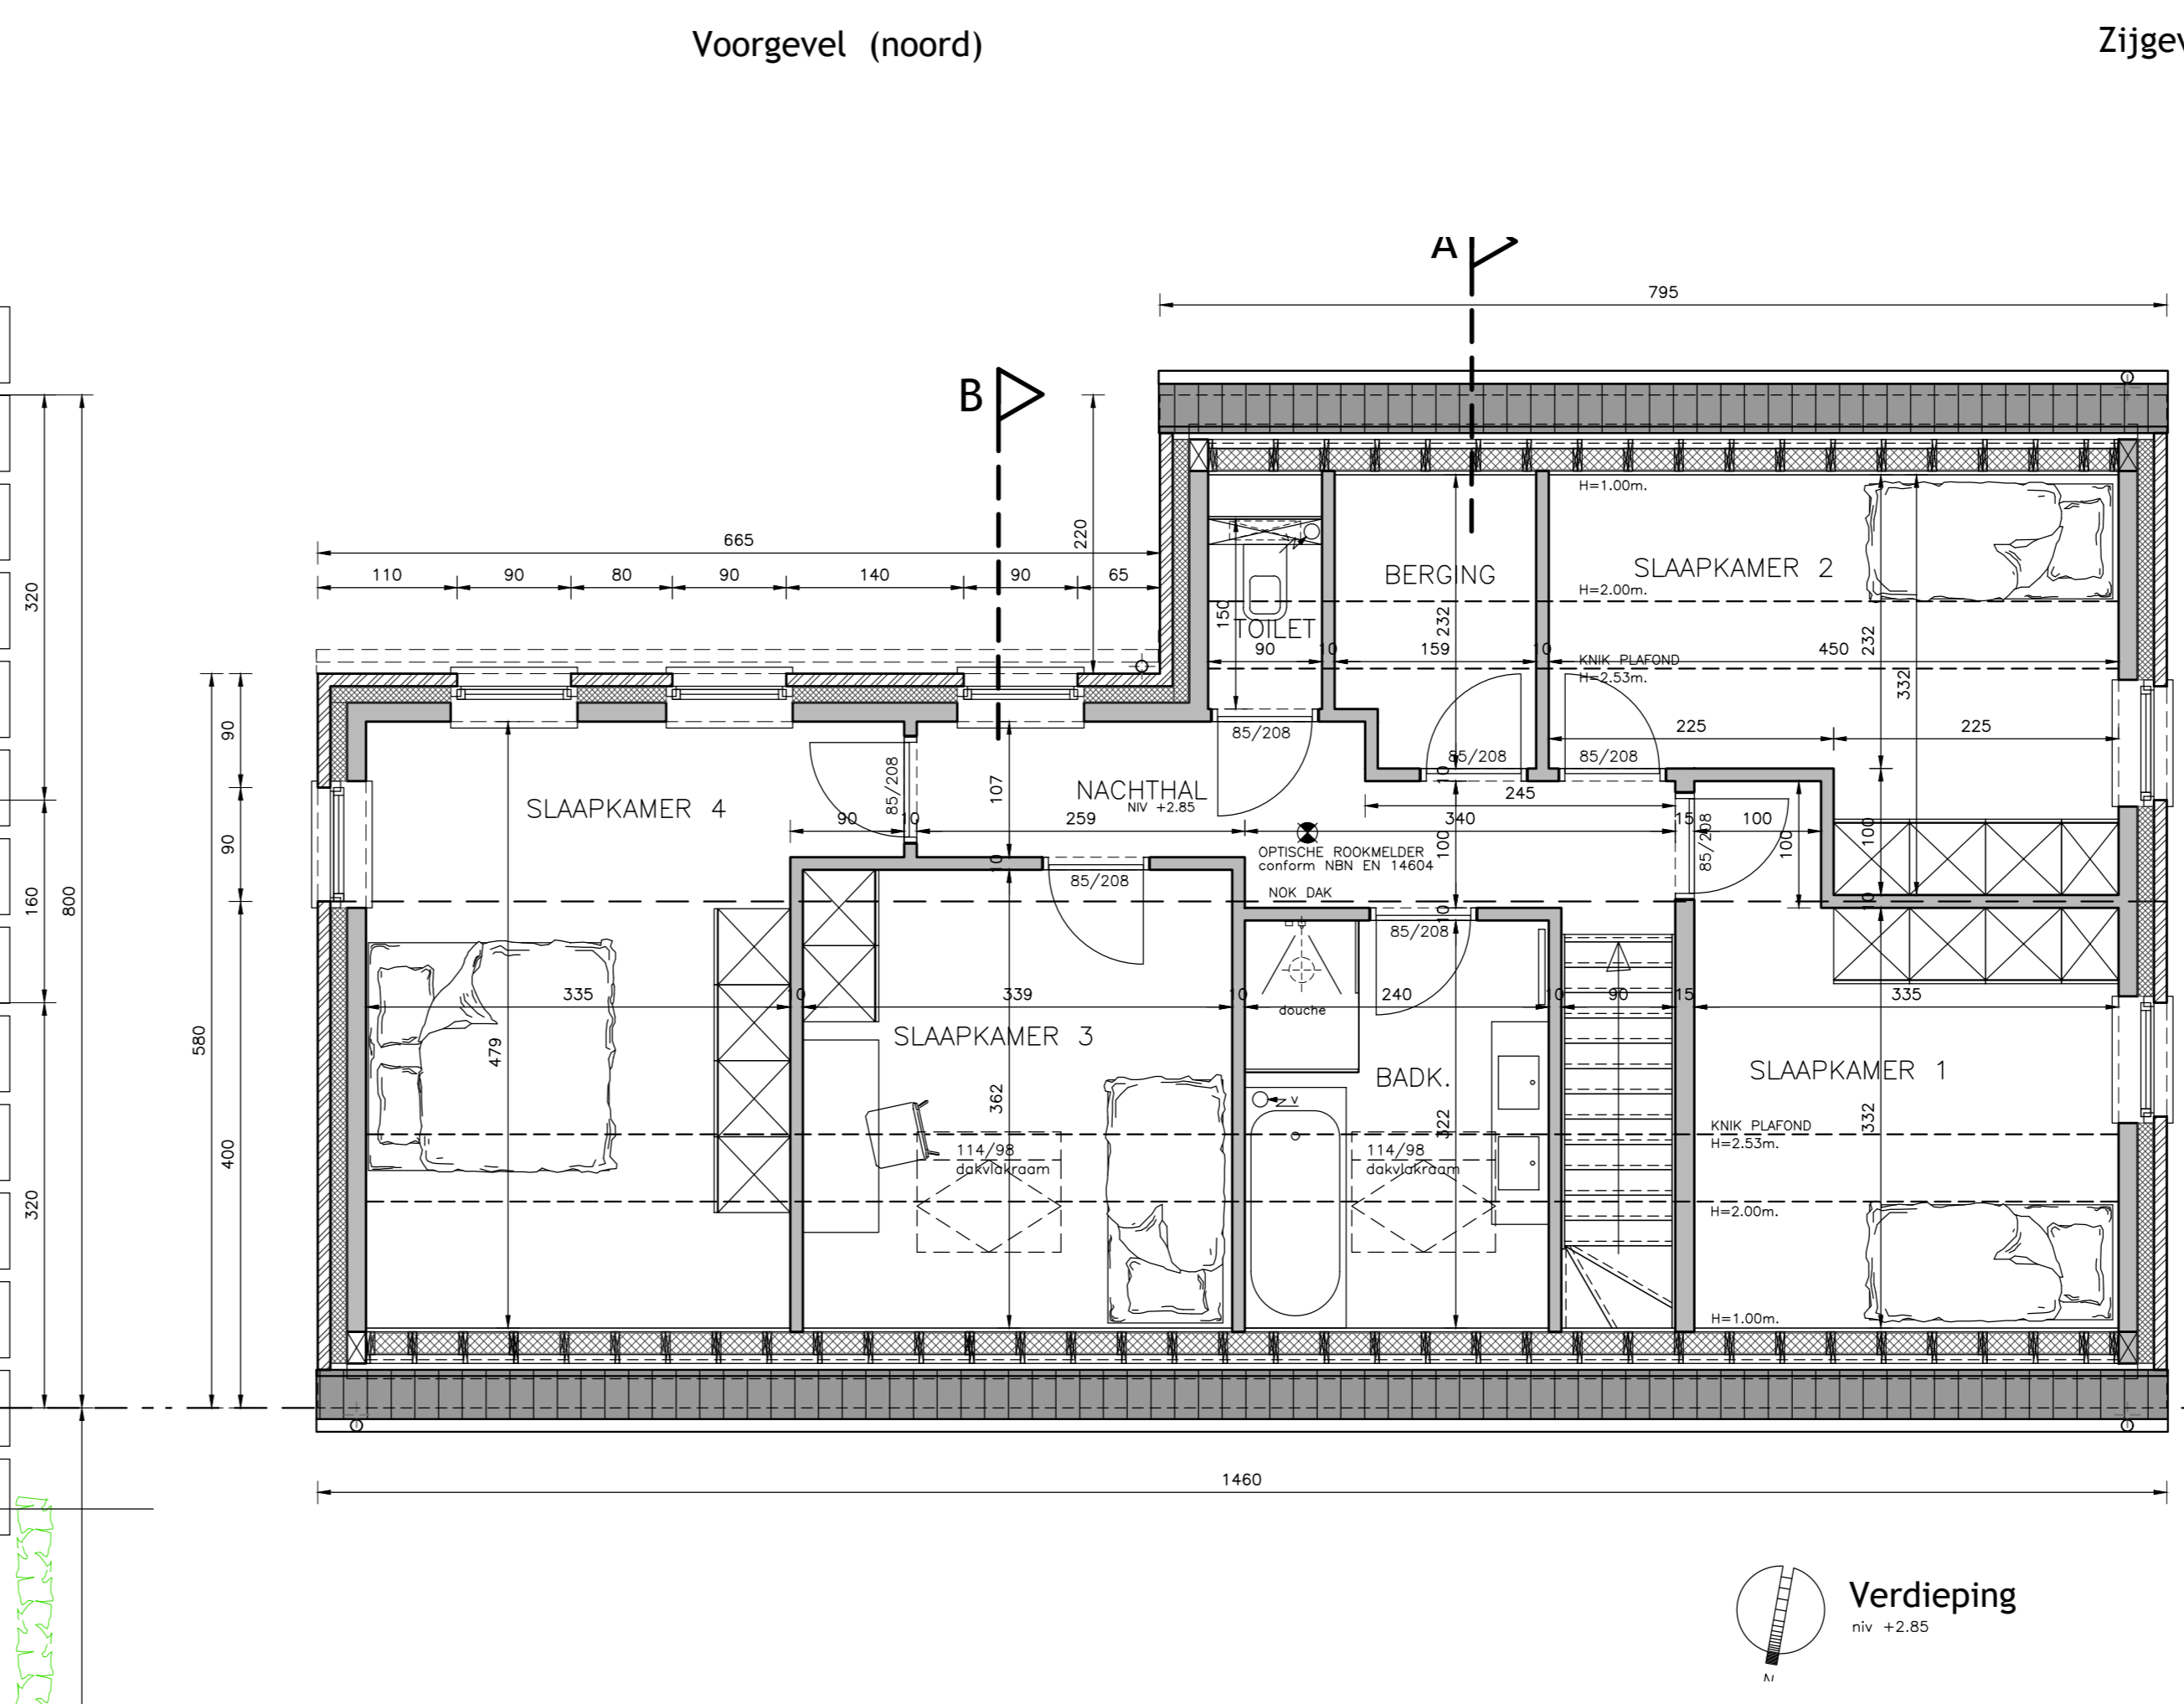 Voorgevel (noord)
Zijgev
A
795
B
665
220
110
90
80
90
140
90
65
320
160
320
800
580
90
90
400
H=1.00m.
SLAAPKAMER 2
H=2.00m.
BERGING
232
150
TOILET
90
10
159
10
KNIK PLAFOND
H=2.53m.
450
232
332
225
225
85/208
85/208
85/208
10
85/208
107
NACHTHAL
NIV +2.85
SLAAPKAMER 4
245
90
10
259
340
15
100
100
100
100
85/208
OPTISCHE ROOKMELDER
conform NBN EN 14604
10
85/208
NOK DAK
10
10
85/208
335
10
339
10
douche
240
10
90
15
335
SLAAPKAMER 3
479
362
BADK.
SLAAPKAMER 1
V
322
332
KNIK PLAFOND
H=2.53m.
114/98
dakvlakraam
114/98
dakvlakraam
H=2.00m.
H=1.00m.
1460
Verdieping
niv +2.85
N